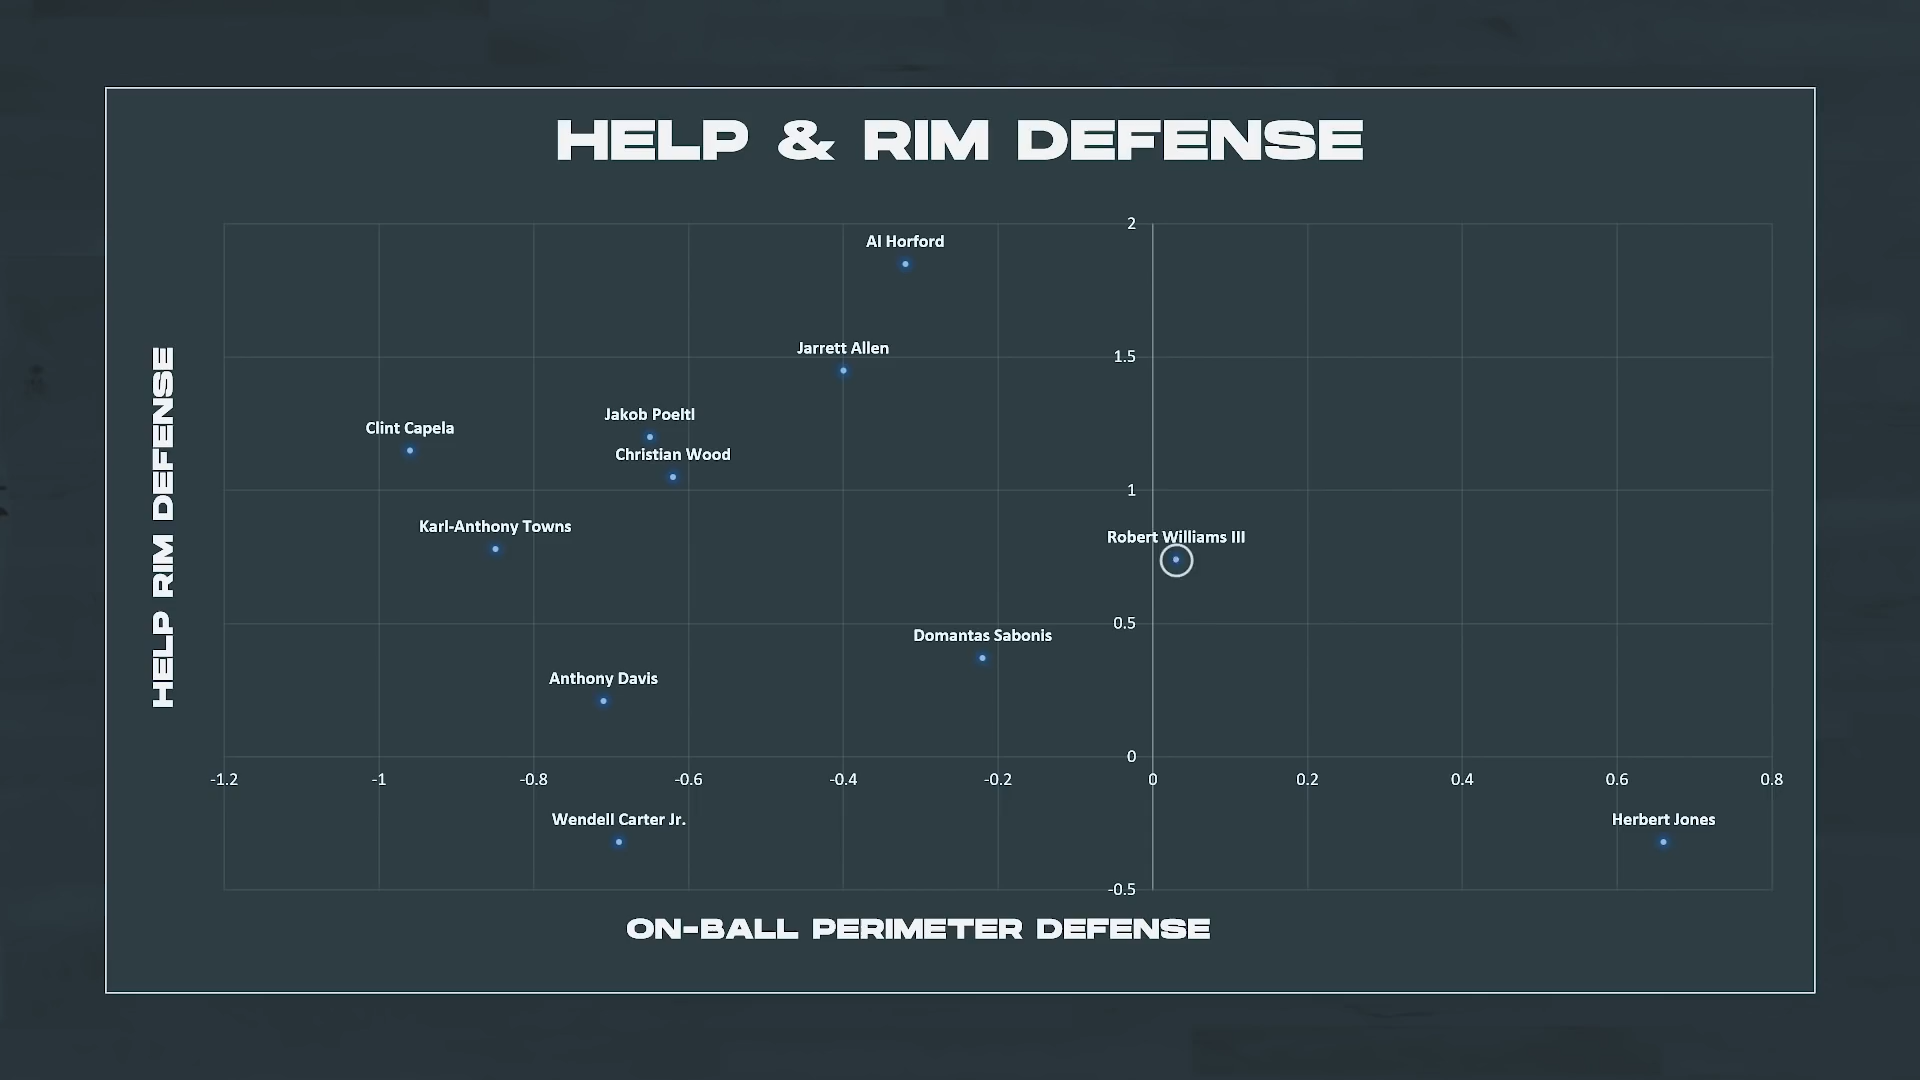 HELP & RIM DEFENSE
2
Al Horford
Jarrett Allen
1.5
Jakob Poeltl
Clint Capela
Christian Wood
1
Karl-Anthony Towns
Robert Williams III
HELP RIM DEFENSE
0.5
Domantas Sabonis
Anthony Davis
0
-1.2 -1 -0.8 -0.6 -0.4 -0.2 0 0.2 0.4 0.6 0.8
Wendell Carter Jr.
Herbert Jones
-0.5
ON-BALL PERIMETER DEFENSE